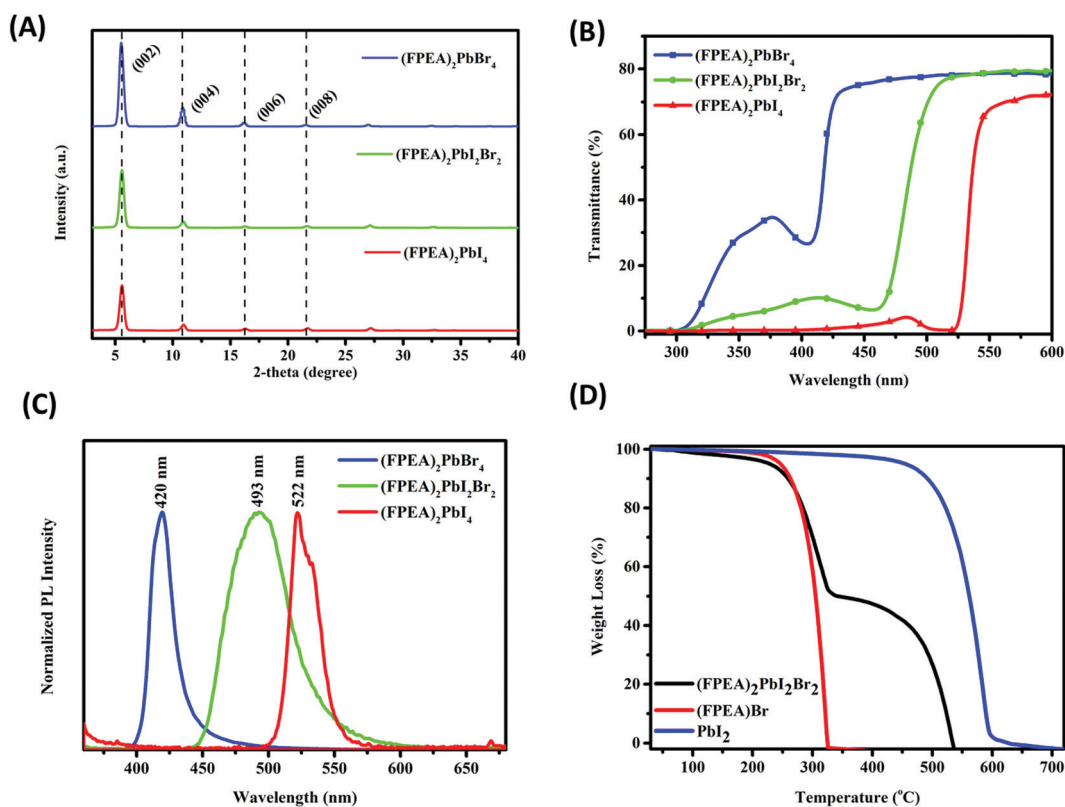 (A)
(002)
(004)
(006)
(008)
(FPEA)₂PbBr₄
(FPEA)₂PbI₂Br₂
(FPEA)₂PbI₄
Intensity (a.u.)
5 10 15 20 25 30 35 40
2-theta (degree)
(B)
(FPEA)₂PbBr₄
(FPEA)₂PbI₂Br₂
(FPEA)₂PbI₄
Transmittance (%)
80
60
40
20
0
300 350 400 450 500 550 600
Wavelength (nm)
(C)
420 nm
493 nm
522 nm
(FPEA)₂PbBr₄
(FPEA)₂PbI₂Br₂
(FPEA)₂PbI₄
Normalized PL Intensity
400 450 500 550 600 650
Wavelength (nm)
(D)
Weight Loss (%)
100
80
60
40
20
0
(FPEA)₂PbI₂Br₂
(FPEA)Br
PbI₂
100 200 300 400 500 600 700
Temperature (°C)